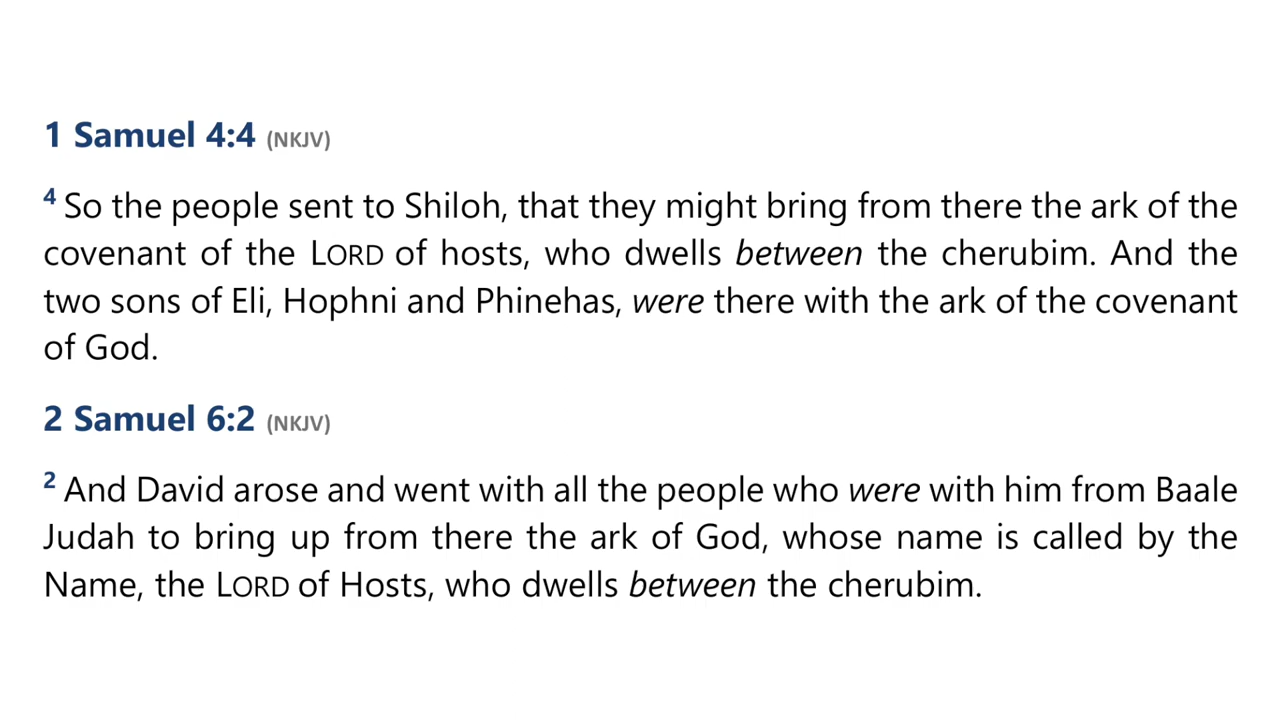 1 Samuel 4:4 (NKJV)
4 So the people sent to Shiloh, that they might bring from there the ark of the
covenant of the LORD of hosts, who dwells between the cherubim. And the
two sons of Eli, Hophni and Phinehas, were there with the ark of the covenant
of God.
2 Samuel 6:2 (NKJV)
2 And David arose and went with all the people who were with him from Baale
Judah to bring up from there the ark of God, whose name is called by the
Name, the LORD of Hosts, who dwells between the cherubim.